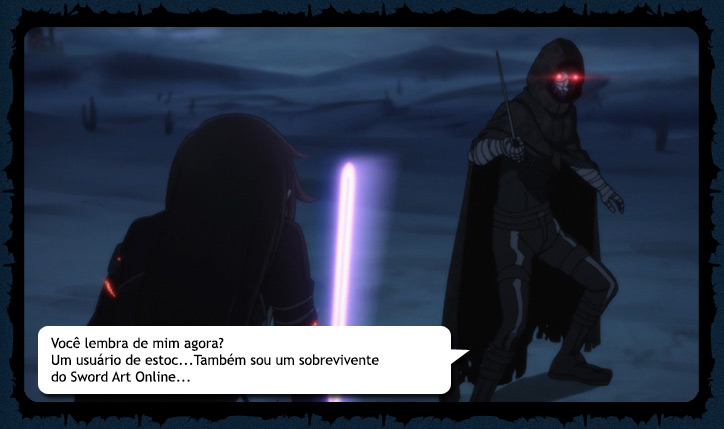 Você lembra de mim agora?
Um usuário de estoc...Também sou um sobrevivente
do Sword Art Online...